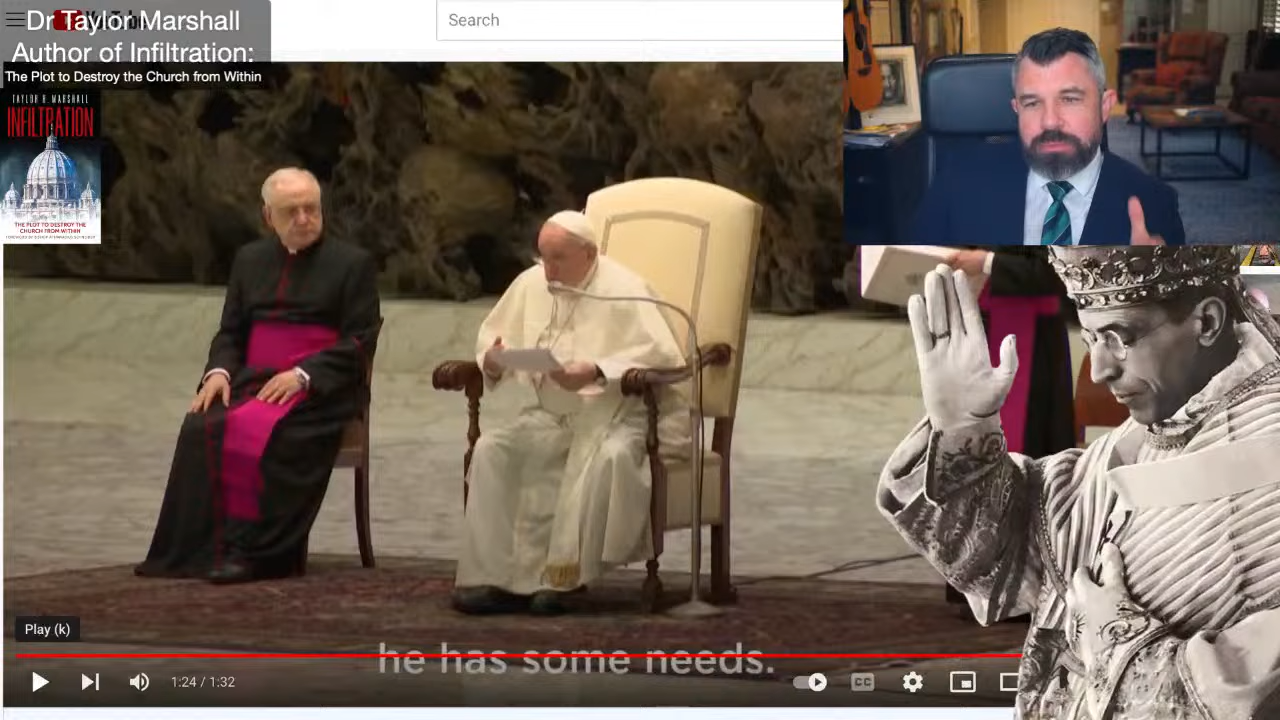 Dr Taylor Marshall
Author of Infiltration:
The Plot to Destroy the Church from Within
Search
TAYLOR R. MARSHALL
INFILTRATION
THE PLOT TO DESTROY THE
CHURCH FROM WITHIN
he has some needs.
Play (k)
1:24 / 1:32
CC